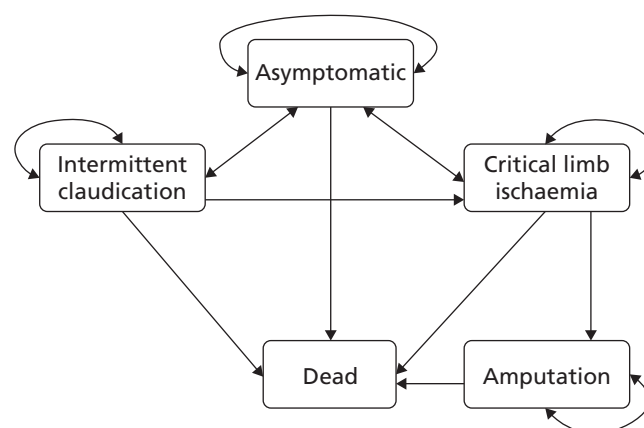 Asymptomatic
Intermittent
claudication
Critical limb
ischaemia
Dead
Amputation